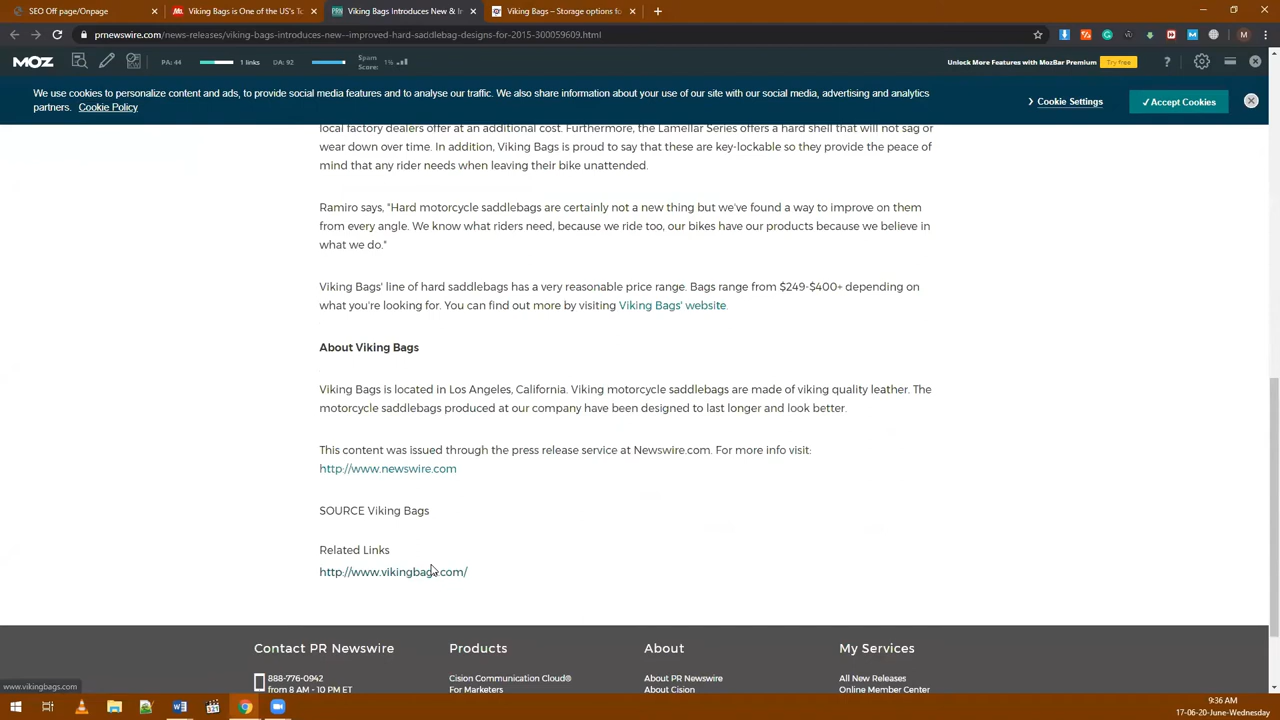 SEO Off page/Onpage
Viking Bags is One of the US's To
Viking Bags Introduces New & In
Viking Bags – Storage options fo
prnewswire.com/news-releases/viking-bags-introduces-new--improved-hard-saddlebag-designs-for-2015-300059609.html
M
MOZ
PA: 44
1 links
DA: 92
Spam Score: 1%
Unlock More Features with MozBar Premium
Try free
?
We use cookies to personalize content and ads, to provide social media features and to analyse our traffic. We also share information about your use of our site with our social media, advertising and analytics
partners. Cookie Policy
Cookie Settings
✓Accept Cookies
local factory dealers offer at an additional cost. Furthermore, the Lamellar Series offers a hard shell that will not sag or
wear down over time. In addition, Viking Bags is proud to say that these are key-lockable so they provide the peace of
mind that any rider needs when leaving their bike unattended.
Ramiro says, "Hard motorcycle saddlebags are certainly not a new thing but we've found a way to improve on them
from every angle. We know what riders need, because we ride too, our bikes have our products because we believe in
what we do."
Viking Bags' line of hard saddlebags has a very reasonable price range. Bags range from $249-$400+ depending on
what you're looking for. You can find out more by visiting Viking Bags' website.
About Viking Bags
Viking Bags is located in Los Angeles, California. Viking motorcycle saddlebags are made of viking quality leather. The
motorcycle saddlebags produced at our company have been designed to last longer and look better.
This content was issued through the press release service at Newswire.com. For more info visit:
http://www.newswire.com
SOURCE Viking Bags
Related Links
http://www.vikingbags.com/
Contact PR Newswire
Products
About
My Services
888-776-0942
from 8 AM - 10 PM ET
Cision Communication Cloud®
For Marketers
About PR Newswire
About Cision
All New Releases
Online Member Center
www.vikingbags.com
9:36 AM
17-06-20-June-Wednesday